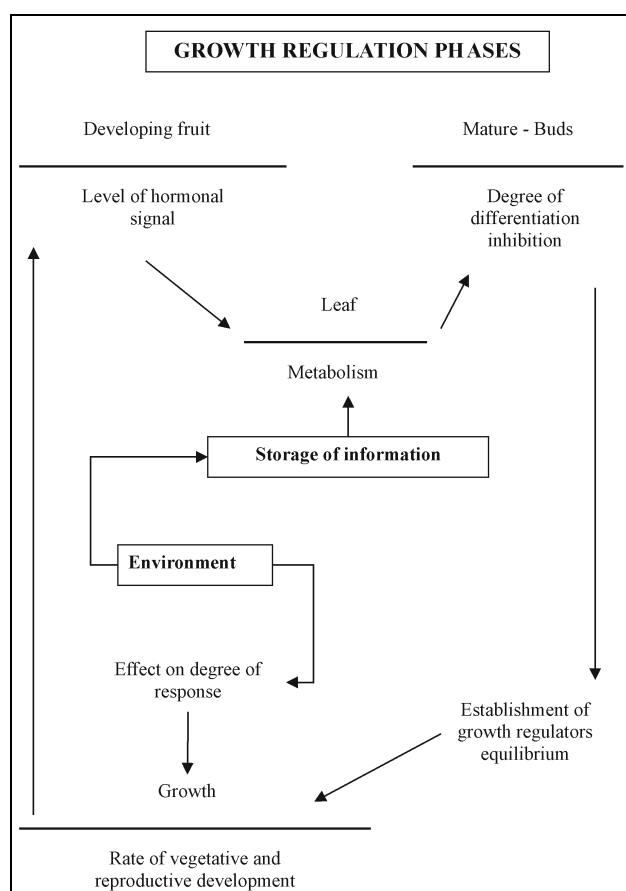 GROWTH REGULATION PHASES
Developing fruit
Mature - Buds
Level of hormonal
signal
Degree of
differentiation
inhibition
Leaf
Metabolism
Storage of information
Environment
Effect on degree of
response
Establishment of
growth regulators
equilibrium
Growth
Rate of vegetative and
reproductive development